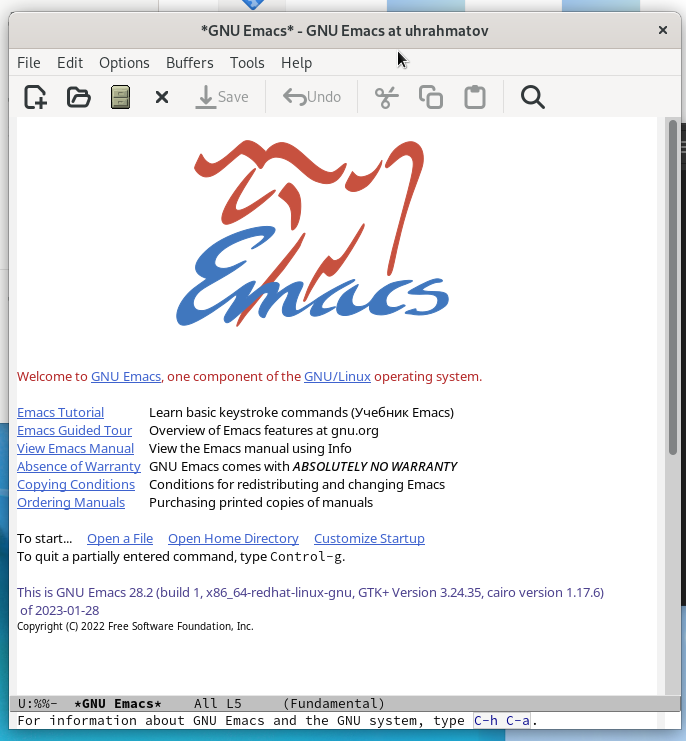 *GNU Emacs* - GNU Emacs at uhrahmatov
File Edit Options Buffers Tools Help
Save Undo
Emacs
Welcome to GNU Emacs, one component of the GNU/Linux operating system.
Emacs Tutorial Learn basic keystroke commands (Учебник Emacs)
Emacs Guided Tour Overview of Emacs features at gnu.org
View Emacs Manual View the Emacs manual using Info
Absence of Warranty GNU Emacs comes with ABSOLUTELY NO WARRANTY
Copying Conditions Conditions for redistributing and changing Emacs
Ordering Manuals Purchasing printed copies of manuals
To start... Open a File Open Home Directory Customize Startup
To quit a partially entered command, type Control-g.
This is GNU Emacs 28.2 (build 1, x86_64-redhat-linux-gnu, GTK+ Version 3.24.35, cairo version 1.17.6)
of 2023-01-28
Copyright (C) 2022 Free Software Foundation, Inc.
U:%%- *GNU Emacs* All L5 (Fundamental)
For information about GNU Emacs and the GNU system, type C-h C-a.